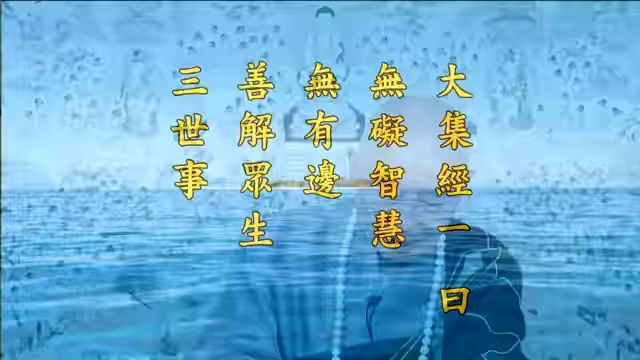 大集經一 曰
無礙智慧
無有邊
善解眾生
三世事